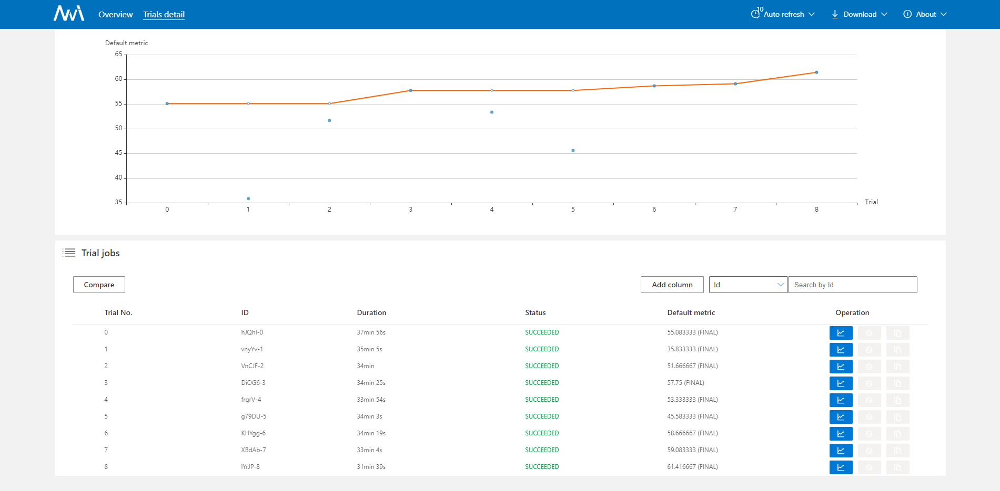 NNI Overview Trials detail 10 Auto refresh Download About
Default metric
65
60
55
50
45
40
35
0 1 2 3 4 5 6 7 8 Trial
Trial jobs
Compare Add column Id Search by Id
Trial No. ID Duration Status Default metric Operation
0 hJQhI-0 37min 56s SUCCEEDED 55.083333 (FINAL)
1 vnyYv-1 35min 5s SUCCEEDED 35.833333 (FINAL)
2 VnCJF-2 34min SUCCEEDED 51.666667 (FINAL)
3 DiOG6-3 34min 25s SUCCEEDED 57.75 (FINAL)
4 frgrV-4 33min 54s SUCCEEDED 53.333333 (FINAL)
5 g79DU-5 34min 3s SUCCEEDED 45.583333 (FINAL)
6 KHYgg-6 34min 19s SUCCEEDED 58.666667 (FINAL)
7 XBdAb-7 33min 4s SUCCEEDED 59.083333 (FINAL)
8 lYrJP-8 31min 39s SUCCEEDED 61.416667 (FINAL)